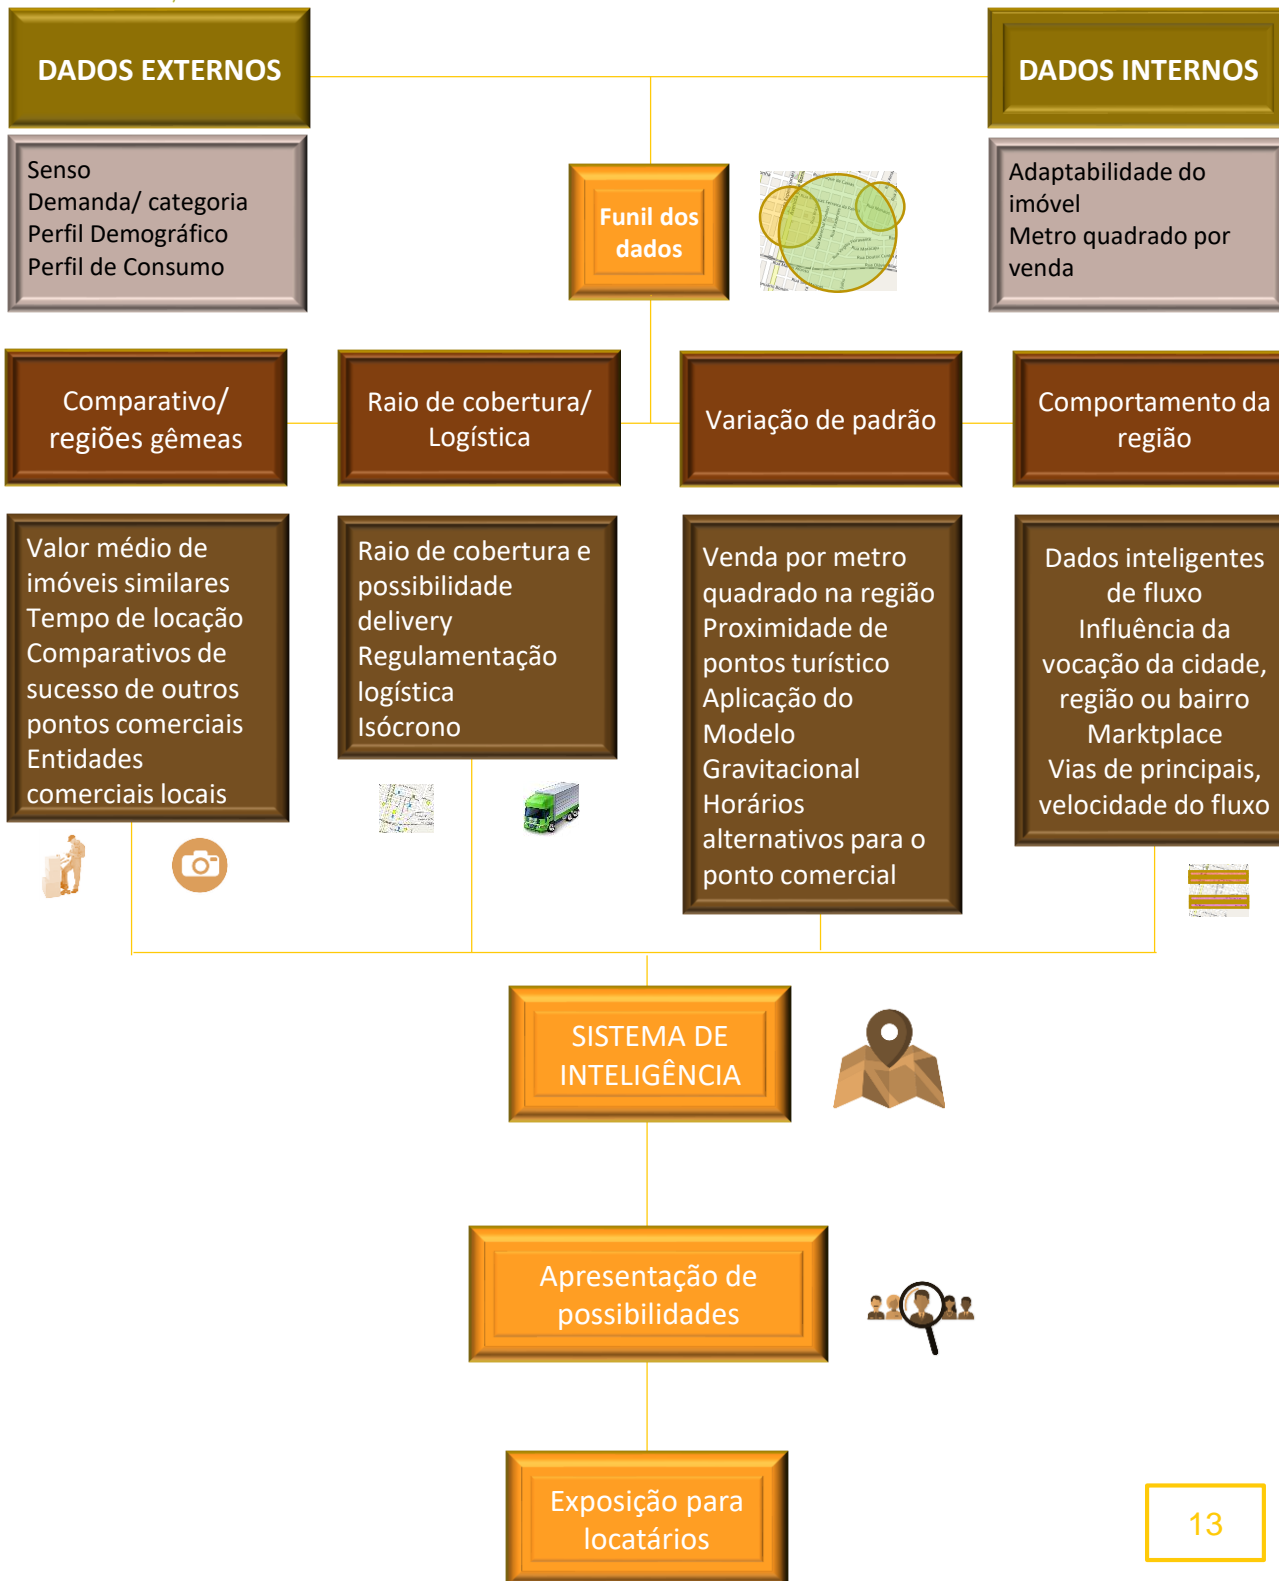 DADOS EXTERNOS
DADOS INTERNOS
Senso
Demanda/ categoria
Perfil Demográfico
Perfil de Consumo
Funil dos
dados
Adaptabilidade do
imóvel
Metro quadrado por
venda
Comparativo/
regiões gêmeas
Raio de cobertura/
Logística
Variação de padrão
Comportamento da
região
Valor médio de
imóveis similares
Tempo de locação
Comparativos de
sucesso de outros
pontos comerciais
Entidades
comerciais locais
Raio de cobertura e
possibilidade
delivery
Regulamentação
logística
Isócrono
Venda por metro
quadrado na região
Proximidade de
pontos turístico
Aplicação do
Modelo
Gravitacional
Horários
alternativos para o
ponto comercial
Dados inteligentes
de fluxo
Influência da
vocação da cidade,
região ou bairro
Marktplace
Vias de principais,
velocidade do fluxo
SISTEMA DE
INTELIGÊNCIA
Apresentação de
possibilidades
Exposição para
locatários
13